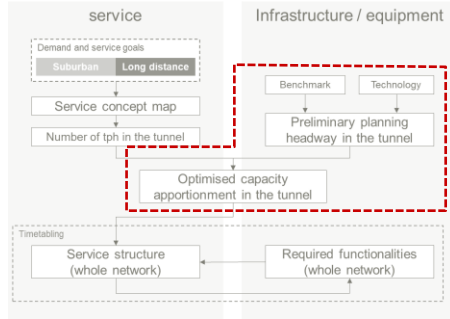 service
Infrastructure / equipment
Demand and service goals
Suburban
Long distance
Benchmark
Technology
Service concept map
Preliminary planning
headway in the tunnel
Number of tph in the tunnel
Optimised capacity
apportionment in the tunnel
Timetabling
Service structure
(whole network)
Required functionalities
(whole network)